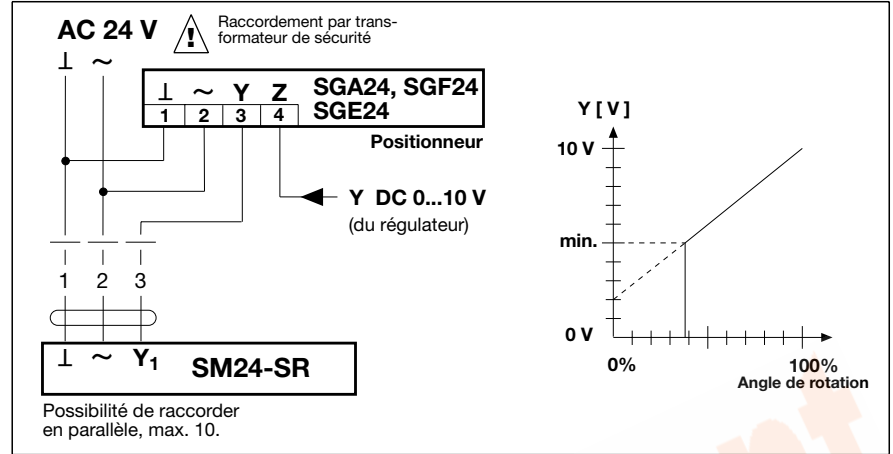 AC 24 V
Raccordement par trans-
formateur de sécurité
⊥ ~
⊥ ~ Y Z
1 2 3 4
SGA24, SGF24
SGE24
Positionneur
Y DC 0...10 V
(du régulateur)
1 2 3
⊥ ~ Y₁ SM24-SR
Possibilité de raccorder
en parallèle, max. 10.
Y [ V ]
10 V
min.
0 V
0% 100%
Angle de rotation